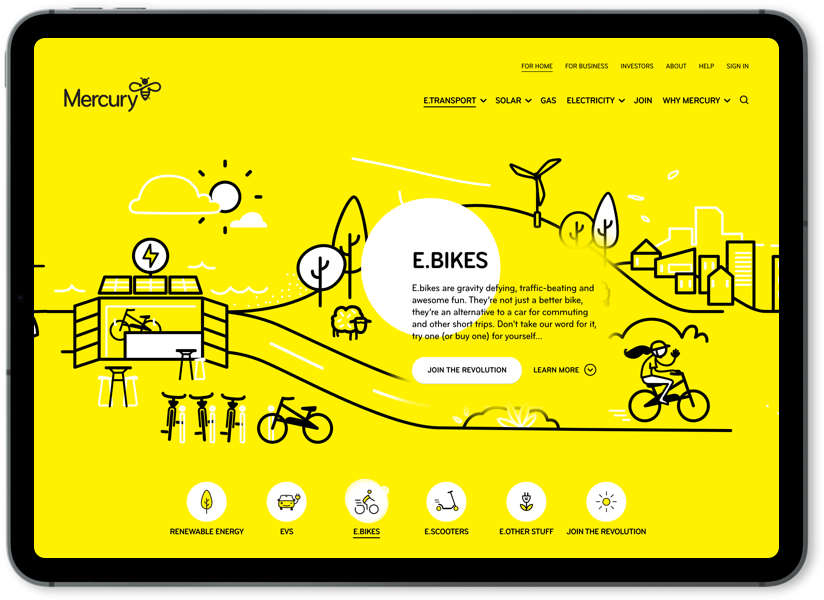 FOR HOME FOR BUSINESS INVESTORS ABOUT HELP SIGN IN
Mercury
E.TRANSPORT SOLAR GAS ELECTRICITY JOIN WHY MERCURY
E.BIKES
E.bikes are gravity defying, traffic-beating and
awesome fun. They're not just a better bike,
they're an alternative to a car for commuting
and other short trips. Don't take our word for it,
try one (or buy one) for yourself...
JOIN THE REVOLUTION LEARN MORE
RENEWABLE ENERGY EVS E.BIKES E.SCOOTERS E.OTHER STUFF JOIN THE REVOLUTION